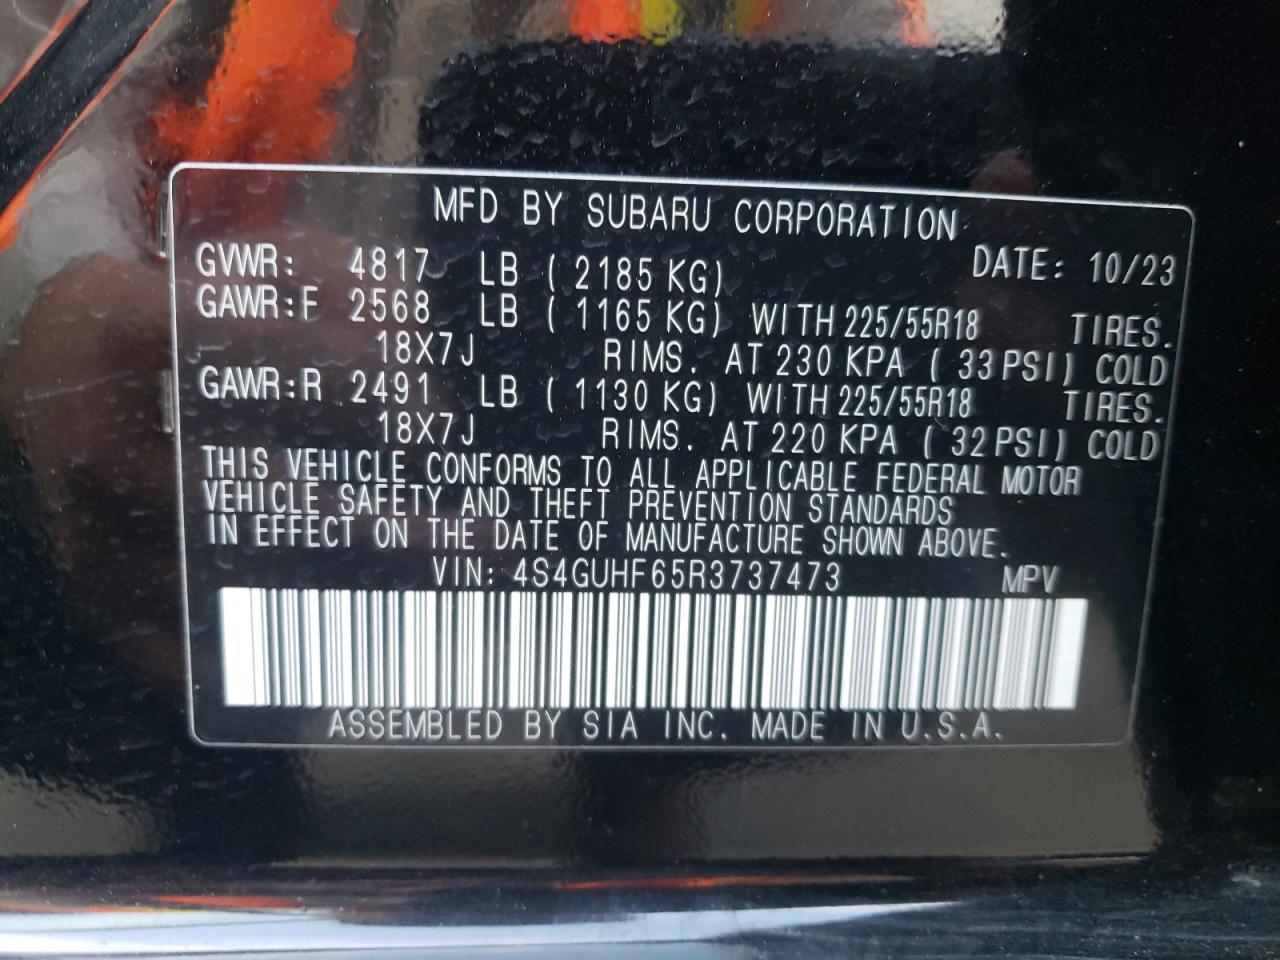 MFD BY SUBARU CORPORATION
GVWR: 4817 LB ( 2185 KG) DATE: 10/23
GAWR:F 2568 LB ( 1165 KG) WITH 225/55R18 TIRES.
18X7J RIMS. AT 230 KPA ( 33 PSI) COLD
GAWR:R 2491 LB ( 1130 KG) WITH 225/55R18 TIRES.
18X7J RIMS. AT 220 KPA ( 32 PSI) COLD
THIS VEHICLE CONFORMS TO ALL APPLICABLE FEDERAL MOTOR
VEHICLE SAFETY AND THEFT PREVENTION STANDARDS
IN EFFECT ON THE DATE OF MANUFACTURE SHOWN ABOVE.
VIN: 4S4GUHF65R3737473 MPV
ASSEMBLED BY SIA INC. MADE IN U.S.A.